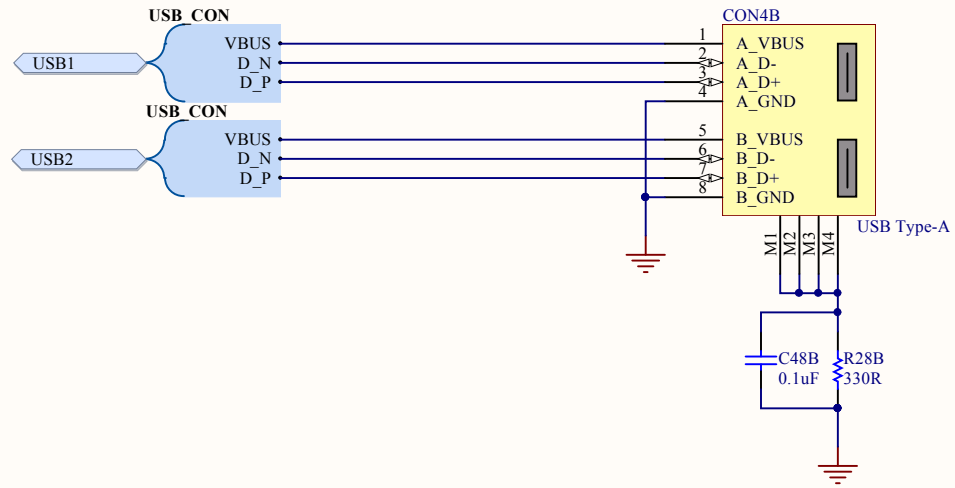 USB_CON
CON4B
USB1
VBUS
D_N
D_P
1
2
3
4
A_VBUS
A_D-
A_D+
A_GND
USB_CON
USB2
VBUS
D_N
D_P
5
6
7
8
B_VBUS
B_D-
B_D+
B_GND
USB Type-A
M1
M2
M3
M4
C48B
0.1uF
R28B
330R